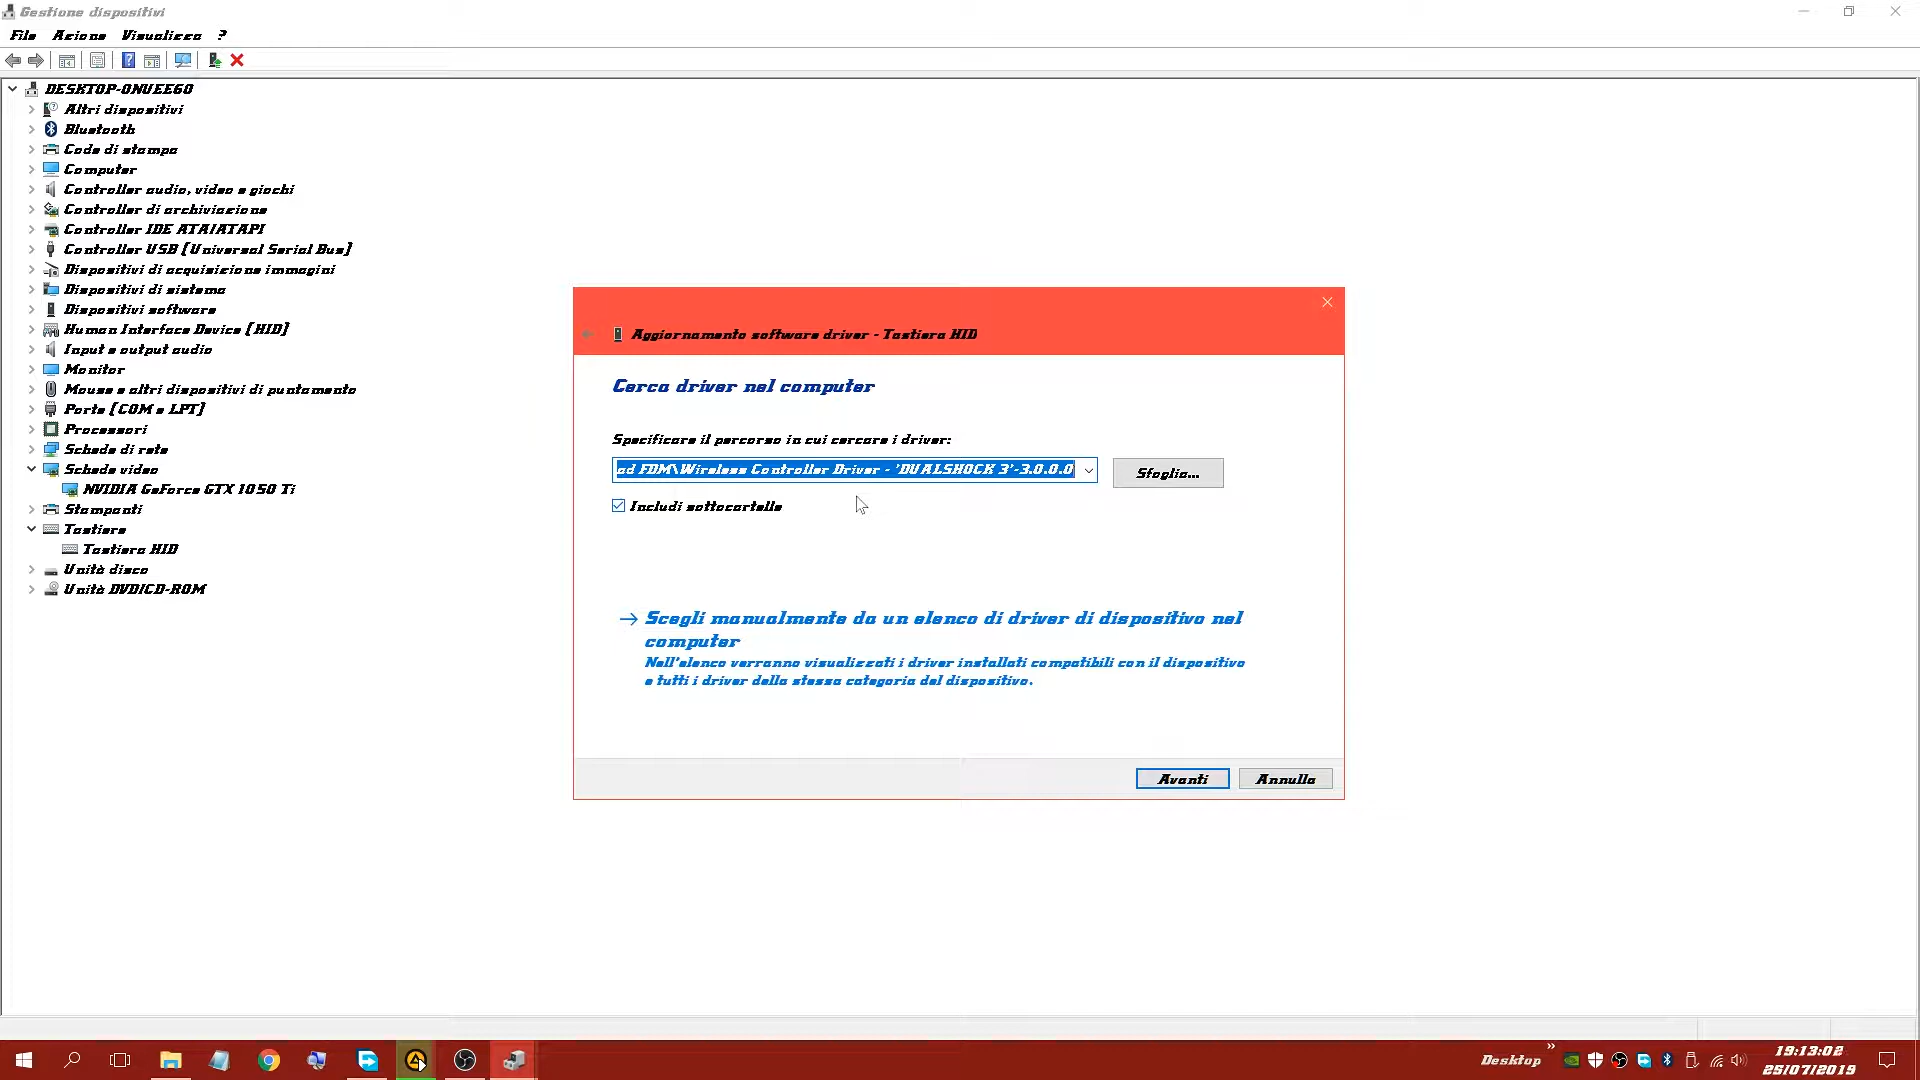 Gestione dispositivi
File Azione Visualizza ?
DESKTOP-0NVEE6O
Altri dispositivi
Bluetooth
Code di stampa
Computer
Controller audio, video e giochi
Controller di archiviazione
Controller IDE ATA/ATAPI
Controller USB (Universal Serial Bus)
Dispositivi di acquisizione immagini
Dispositivi di sistema
Dispositivi software
Human Interface Device (HID)
Input e output audio
Monitor
Mouse e altri dispositivi di puntamento
Porte (COM e LPT)
Processori
Schede di rete
Schede video
NVIDIA GeForce GTX 1050 Ti
Stampanti
Tastiere
Tastiera HID
Unità disco
Unità DVD/CD-ROM
Aggiornamento software driver - Tastiera HID
Cerca driver nel computer
Specificare il percorso in cui cercare i driver:
ad FDM\Wireless Controller Driver - 'DUALSHOCK 3'-3.0.0.0
Sfoglia...
Includi sottocartelle
Scegli manualmente da un elenco di driver di dispositivo nel
computer
Nell'elenco verranno visualizzati i driver installati compatibili con il dispositivo
e tutti i driver della stessa categoria del dispositivo.
Avanti
Annulla
Desktop
19:13:02
25/07/2019